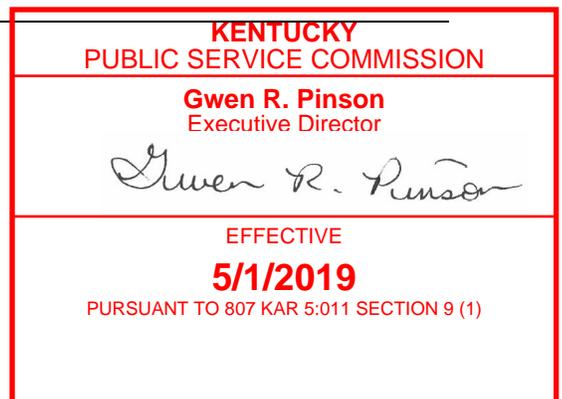 KENTUCKY
PUBLIC SERVICE COMMISSION
Gwen R. Pinson
Executive Director
Gwen R. Pinson
EFFECTIVE
5/1/2019
PURSUANT TO 807 KAR 5:011 SECTION 9 (1)